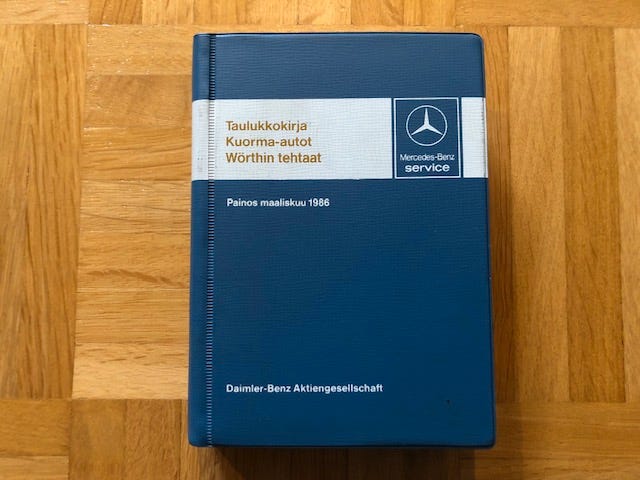 Taulukkokirja
Kuorma-autot
Wörthin tehtaat
Mercedes-Benz
service
Painos maaliskuu 1986
Daimler-Benz Aktiengesellschaft